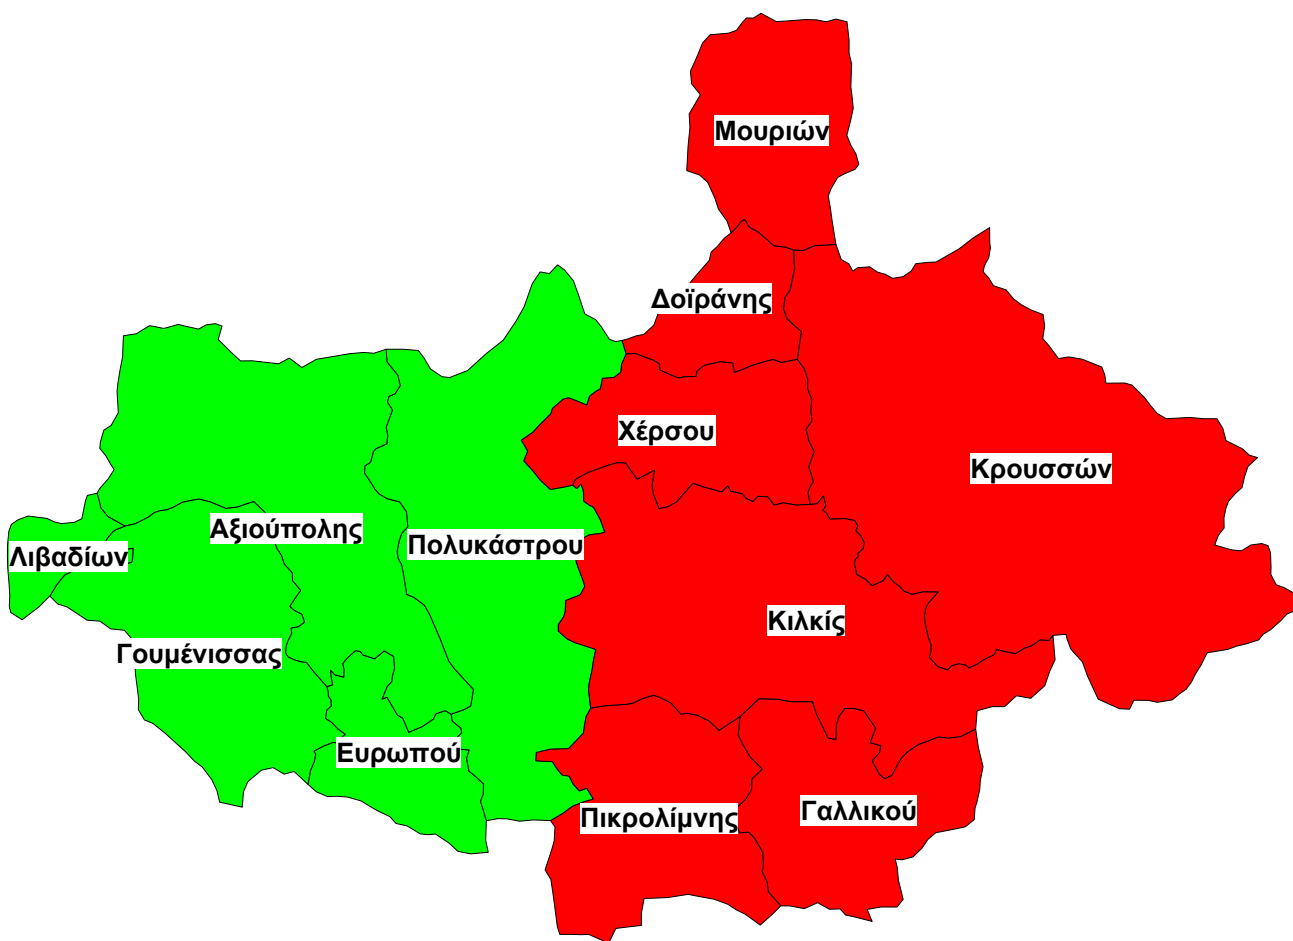 Μουριών
Δοϊράνης
Χέρσου
Κρουσσών
Αξιούπολης
Πολυκάστρου
Λιβαδίων
Κιλκίς
Γουμένισσας
Ευρωπού
Πικρολίμνης
Γαλλικού